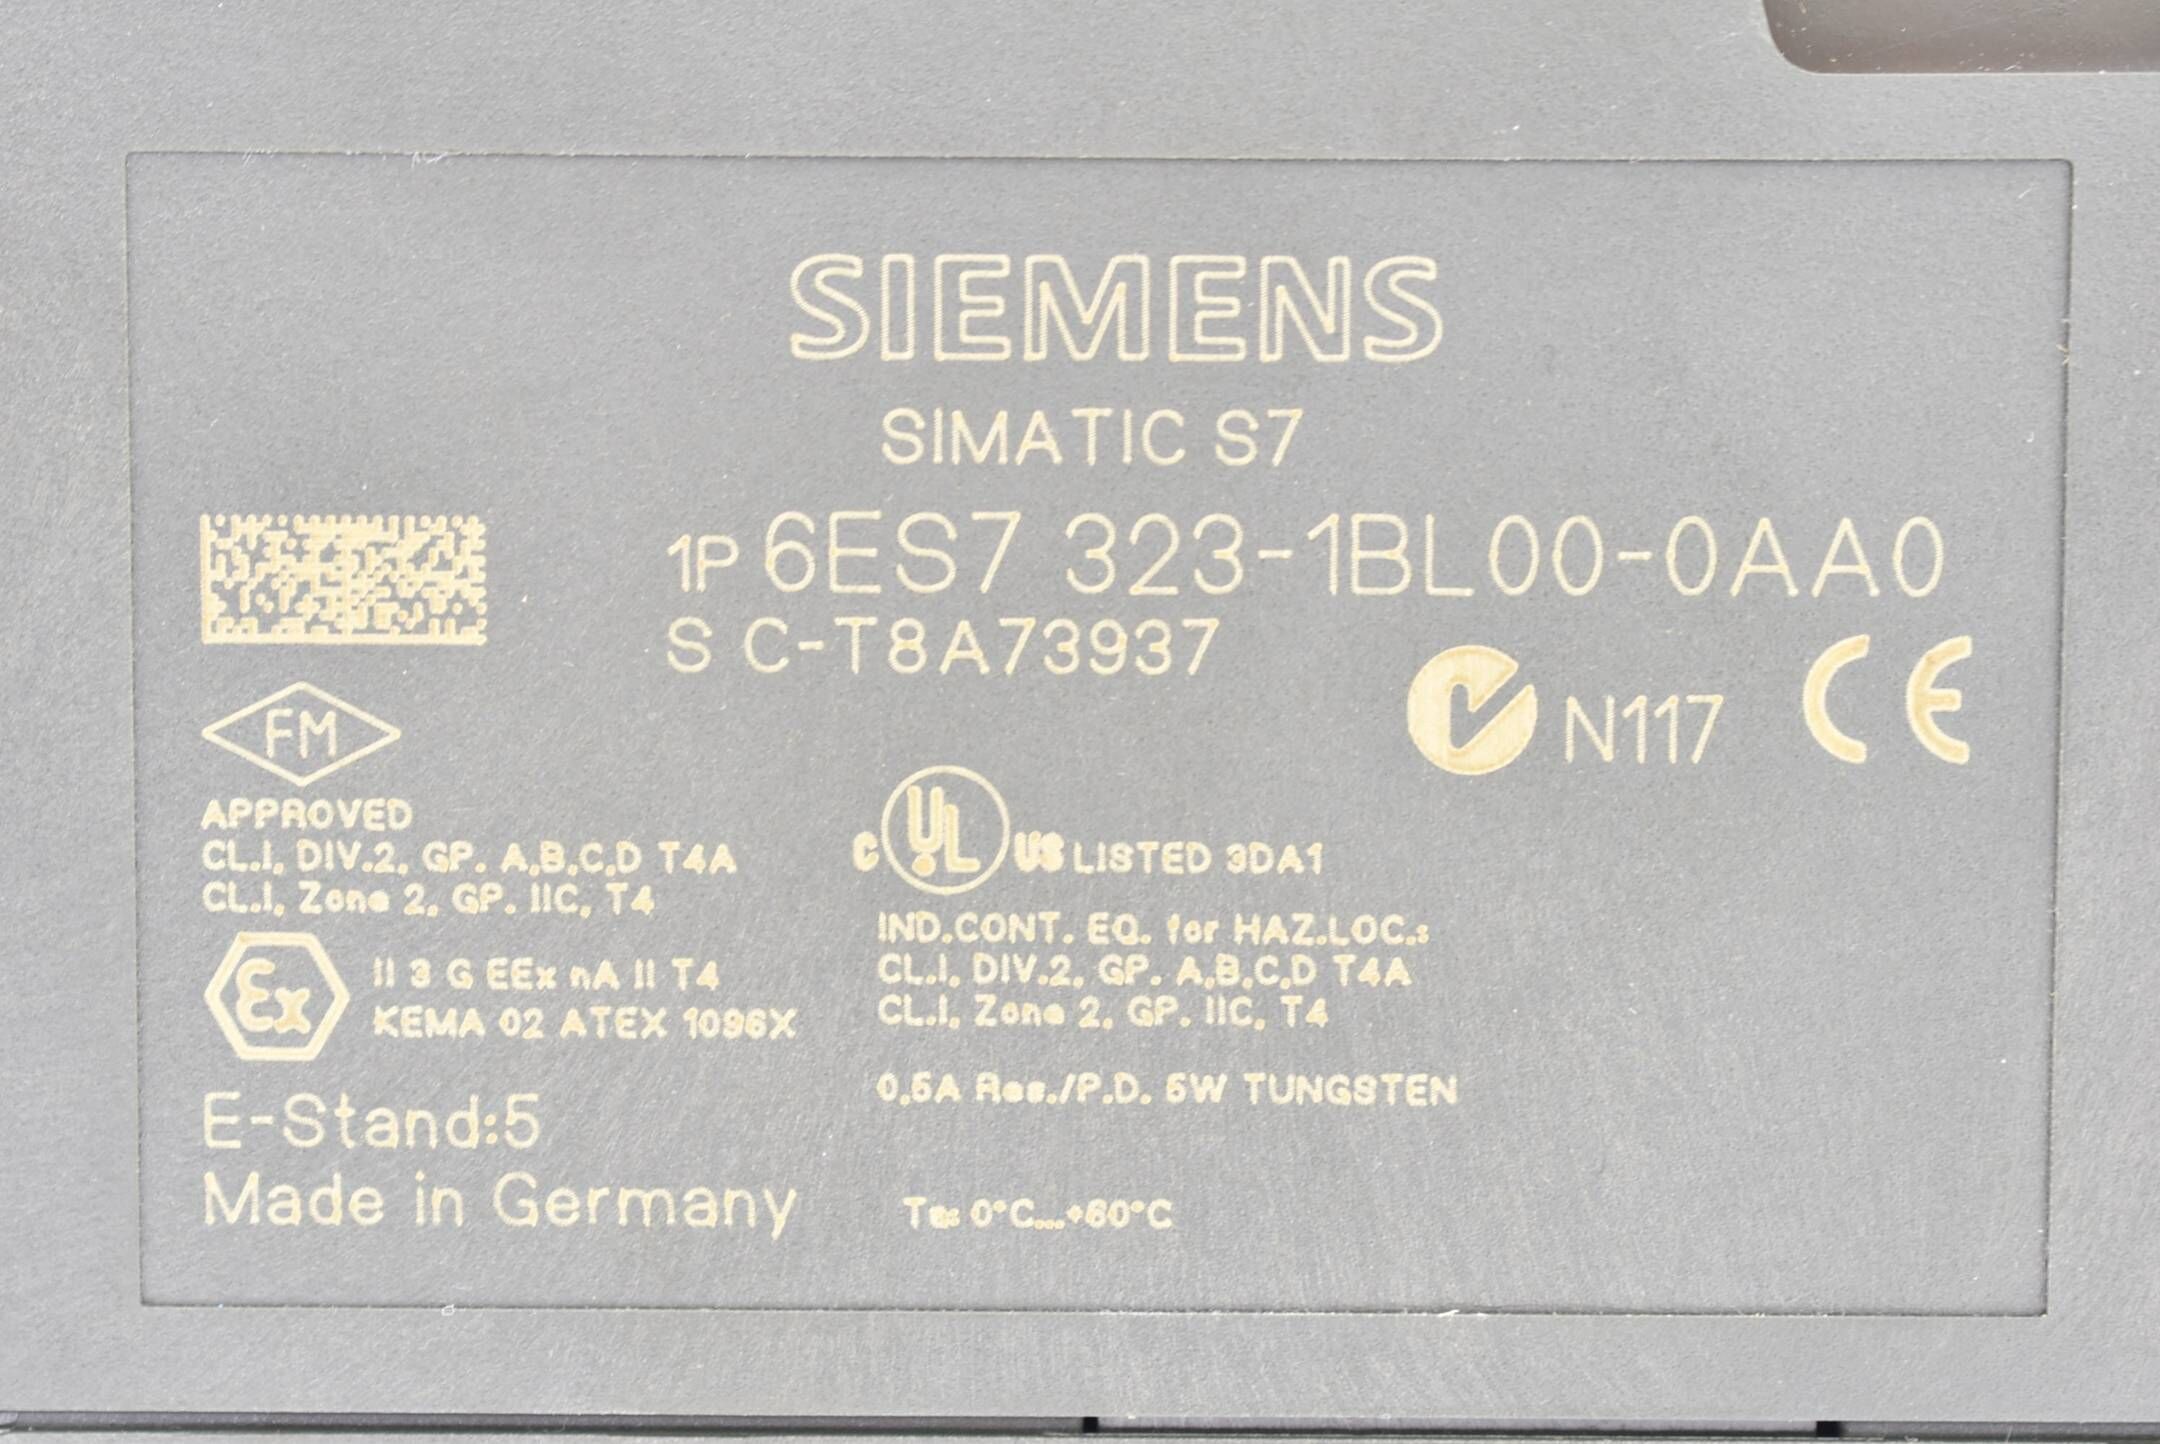 SIEMENS
SIMATIC S7
1P 6ES7 323-1BL00-0AA0
S C-T8A73937
N117 CE
FM
APPROVED
CL.I, DIV.2, GP. A,B,C,D T4A
CL.I, Zone 2, GP. IIC, T4
Ex
II 3 G EEx nA II T4
KEMA 02 ATEX 1096X
E-Stand:5
Made in Germany
C UL US LISTED 3DA1
IND.CONT. EQ. for HAZ.LOC.:
CL.I, DIV.2, GP. A,B,C,D T4A
CL.I, Zone 2, GP. IIC, T4
0,5A Res./P.D. 5W TUNGSTEN
Ta: 0°C...+60°C